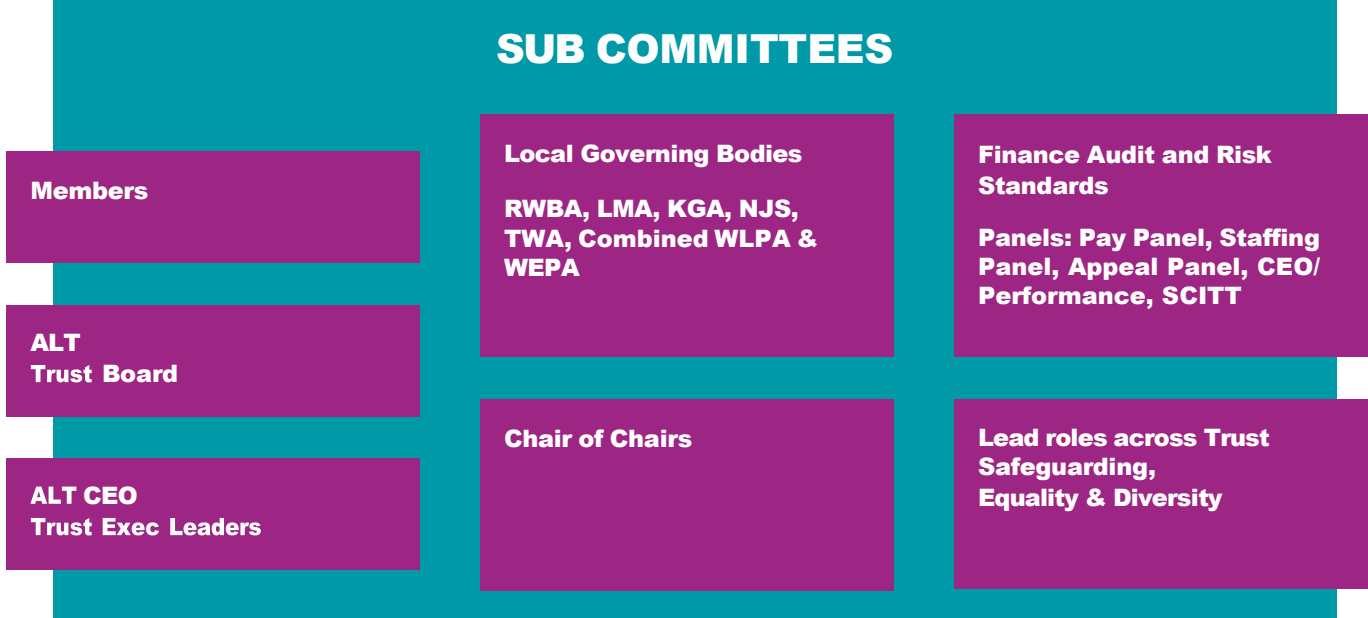 SUB COMMITTEES
Members
ALT
Trust Board
ALT CEO
Trust Exec Leaders
Local Governing Bodies
RWBA, LMA, KGA, NJS,
TWA, Combined WLPA &
WEPA
Chair of Chairs
Finance Audit and Risk
Standards
Panels: Pay Panel, Staffing
Panel, Appeal Panel, CEO/
Performance, SCITT
Lead roles across Trust
Safeguarding,
Equality & Diversity